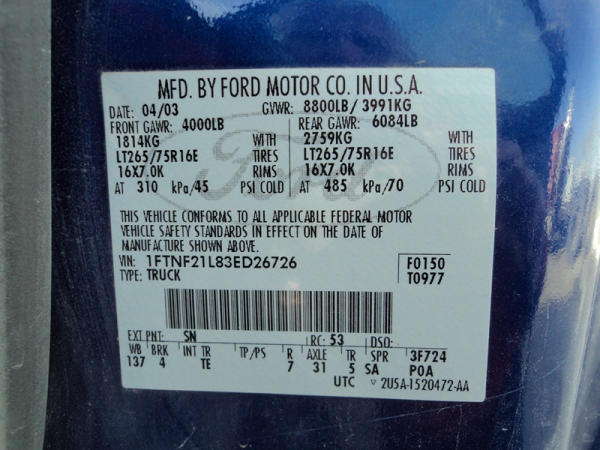 MFD. BY FORD MOTOR CO. IN U.S.A.
DATE: 04/03 GVWR: 8800LB/ 3991KG
FRONT GAWR: 4000LB REAR GAWR: 6084LB
1814KG WITH 2759KG WITH
LT265/75R16E TIRES LT265/75R16E TIRES
16X7.0K RIMS 16X7.0K RIMS
AT 310 kPa/45 PSI COLD AT 485 kPa/70 PSI COLD
THIS VEHICLE CONFORMS TO ALL APPLICABLE FEDERAL MOTOR
VEHICLE SAFETY STANDARDS IN EFFECT ON THE DATE OF
MANUFACTURE SHOWN ABOVE.
VIN: 1FTNF21L83ED26726 F0150
TYPE: TRUCK T0977
EXT PNT: SN RC: 53 DSO:
WB BRK INT TR TP/PS R AXLE TR SPR 3F724
137 4 TE 7 31 5 SA POA
UTC ▽ 2U5A-1520472-AA
Ford